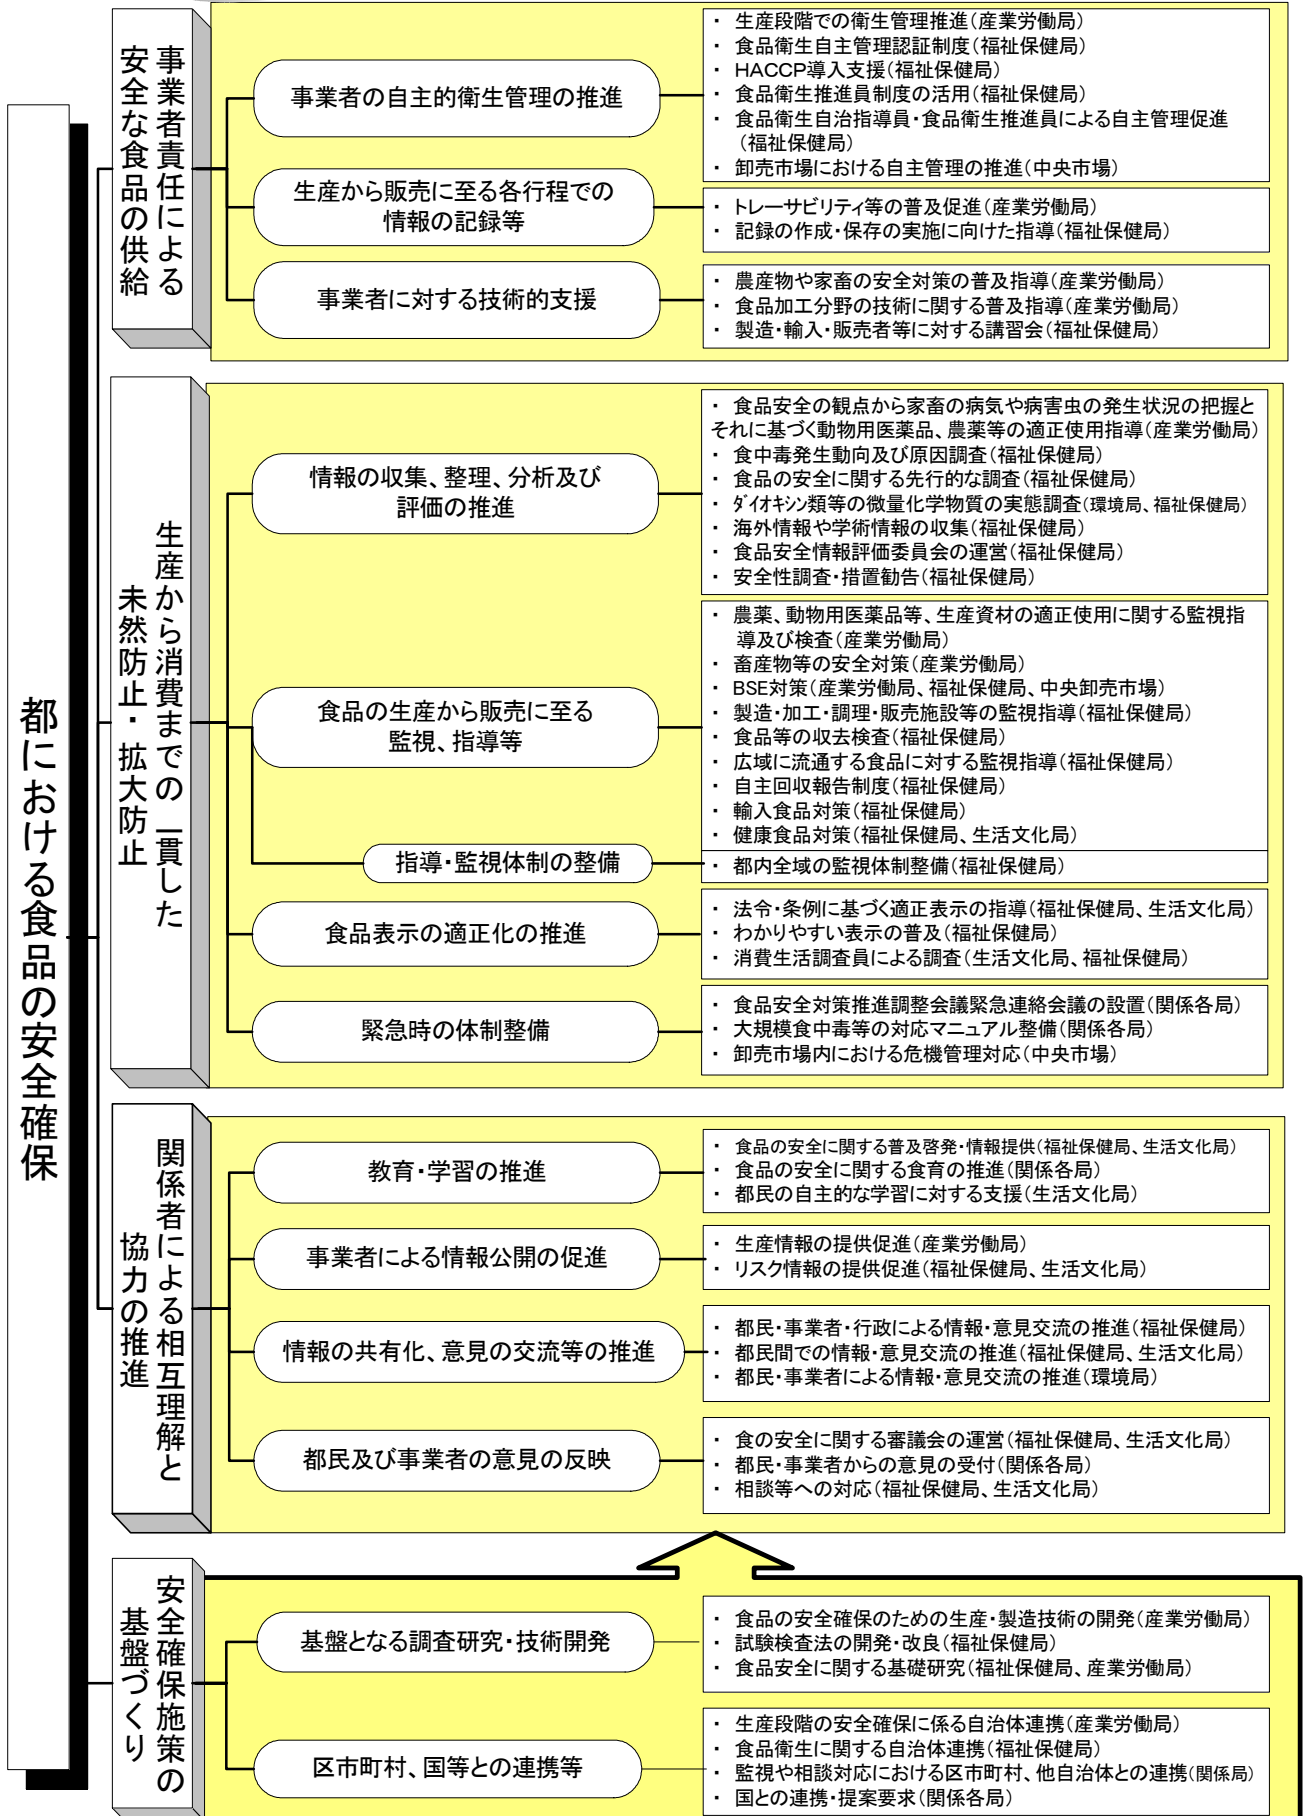 都における食品の安全確保
事業者責任による
安全な食品の供給
事業者の自主的衛生管理の推進
・ 生産段階での衛生管理推進(産業労働局)
・ 食品衛生自主管理認証制度(福祉保健局)
・ HACCP導入支援(福祉保健局)
・ 食品衛生推進員制度の活用(福祉保健局)
・ 食品衛生自治指導員・食品衛生推進員による自主管理促進
(福祉保健局)
・ 卸売市場における自主管理の推進(中央市場)
生産から販売に至る各行程での
情報の記録等
・ トレーサビリティ等の普及促進(産業労働局)
・ 記録の作成・保存の実施に向けた指導(福祉保健局)
事業者に対する技術的支援
・ 農産物や家畜の安全対策の普及指導(産業労働局)
・ 食品加工分野の技術に関する普及指導(産業労働局)
・ 製造・輸入・販売者等に対する講習会(福祉保健局)
生産から消費までの一貫した
未然防止・拡大防止
情報の収集、整理、分析及び
評価の推進
・ 食品安全の観点から家畜の病気や病害虫の発生状況の把握と
それに基づく動物用医薬品、農薬等の適正使用指導(産業労働局)
・ 食中毒発生動向及び原因調査(福祉保健局)
・ 食品の安全に関する先行的な調査(福祉保健局)
・ ダイオキシン類等の微量化学物質の実態調査(環境局、福祉保健局)
・ 海外情報や学術情報の収集(福祉保健局)
・ 食品安全情報評価委員会の運営(福祉保健局)
・ 安全性調査・措置勧告(福祉保健局)
食品の生産から販売に至る
監視、指導等
・ 農薬、動物用医薬品等、生産資材の適正使用に関する監視指
導及び検査(産業労働局)
・ 畜産物等の安全対策(産業労働局)
・ BSE対策(産業労働局、福祉保健局、中央卸売市場)
・ 製造・加工・調理・販売施設等の監視指導(福祉保健局)
・ 食品等の収去検査(福祉保健局)
・ 広域に流通する食品に対する監視指導(福祉保健局)
・ 自主回収報告制度(福祉保健局)
・ 輸入食品対策(福祉保健局)
・ 健康食品対策(福祉保健局、生活文化局)
指導・監視体制の整備
・ 都内全域の監視体制整備(福祉保健局)
食品表示の適正化の推進
・ 法令・条例に基づく適正表示の指導(福祉保健局、生活文化局)
・ わかりやすい表示の普及(福祉保健局)
・ 消費生活調査員による調査(生活文化局、福祉保健局)
緊急時の体制整備
・ 食品安全対策推進調整会議緊急連絡会議の設置(関係各局)
・ 大規模食中毒等の対応マニュアル整備(関係各局)
・ 卸売市場内における危機管理対応(中央市場)
関係者による相互理解と
協力の推進
教育・学習の推進
・ 食品の安全に関する普及啓発・情報提供(福祉保健局、生活文化局)
・ 食品の安全に関する食育の推進(関係各局)
・ 都民の自主的な学習に対する支援(生活文化局)
事業者による情報公開の促進
・ 生産情報の提供促進(産業労働局)
・ リスク情報の提供促進(福祉保健局、生活文化局)
情報の共有化、意見の交流等の推進
・ 都民・事業者・行政による情報・意見交流の推進(福祉保健局)
・ 都民間での情報・意見交流の推進(福祉保健局、生活文化局)
・ 都民・事業者による情報・意見交流の推進(環境局)
都民及び事業者の意見の反映
・ 食の安全に関する審議会の運営(福祉保健局、生活文化局)
・ 都民・事業者からの意見の受付(関係各局)
・ 相談等への対応(福祉保健局、生活文化局)
安全確保施策の
基盤づくり
基盤となる調査研究・技術開発
・ 食品の安全確保のための生産・製造技術の開発(産業労働局)
・ 試験検査法の開発・改良(福祉保健局)
・ 食品安全に関する基礎研究(福祉保健局、産業労働局)
区市町村、国等との連携等
・ 生産段階の安全確保に係る自治体連携(産業労働局)
・ 食品衛生に関する自治体連携(福祉保健局)
・ 監視や相談対応における区市町村、他自治体との連携(関係局)
・ 国との連携・提案要求(関係各局)